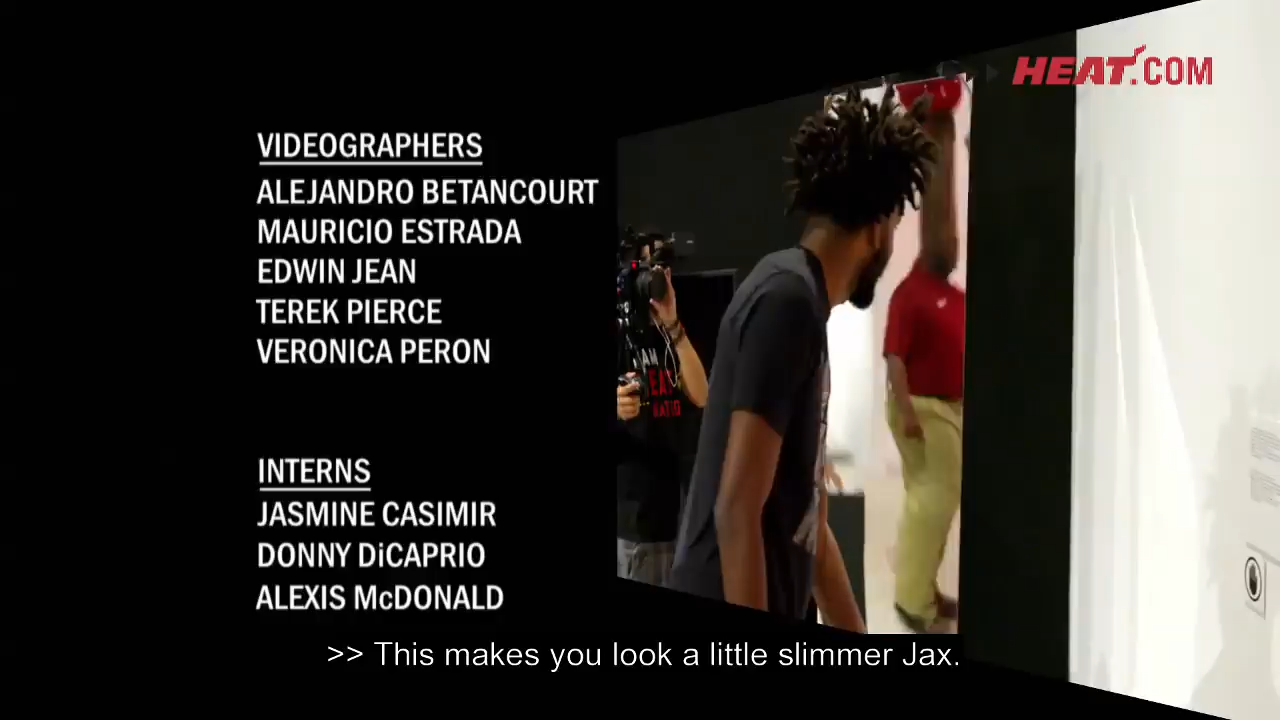 HEAT.COM
VIDEOGRAPHERS
ALEJANDRO BETANCOURT
MAURICIO ESTRADA
EDWIN JEAN
TEREK PIERCE
VERONICA PERON
INTERNS
JASMINE CASIMIR
DONNY DiCAPRIO
ALEXIS McDONALD
>> This makes you look a little slimmer Jax.